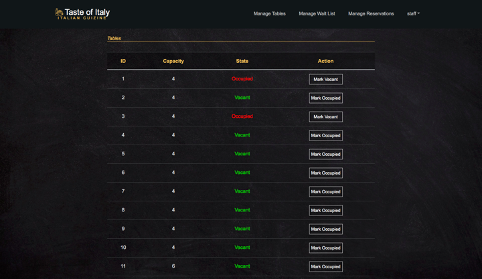 Taste of Italy
ITALIAN CUIZINE
Manage Tables Manage Wait List Manage Reservations staff
Tables
ID Capacity Stats Action
1 4 Occupied Mark Vacant
2 4 Vacant Mark Occupied
3 4 Occupied Mark Vacant
4 4 Vacant Mark Occupied
5 4 Vacant Mark Occupied
6 4 Vacant Mark Occupied
7 4 Vacant Mark Occupied
8 4 Vacant Mark Occupied
9 4 Vacant Mark Occupied
10 4 Vacant Mark Occupied
11 6 Vacant Mark Occupied